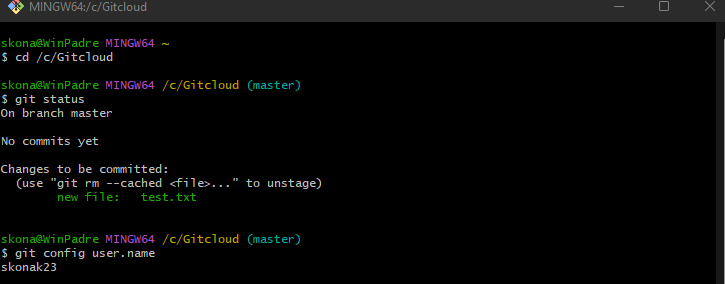 MINGW64:/c/Gitcloud
skona@WinPadre MINGW64 ~
$ cd /c/Gitcloud
skona@WinPadre MINGW64 /c/Gitcloud (master)
$ git status
On branch master
No commits yet
Changes to be committed:
  (use "git rm --cached <file>..." to unstage)
        new file:   test.txt
skona@WinPadre MINGW64 /c/Gitcloud (master)
$ git config user.name
skonak23